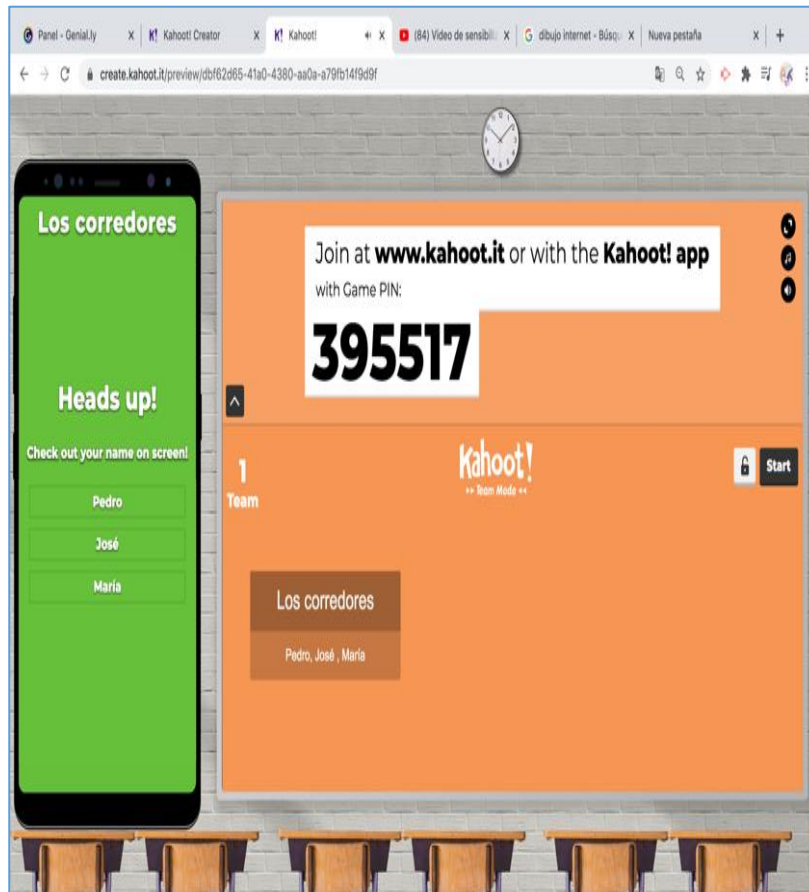 Panel - Genial.ly
Kahoot! Creator
Kahoot!
(84) Video de sensibili
dibujo internet - Búsqu
Nueva pestaña
create.kahoot.it/preview/dbf62d65-41a0-4380-aa0a-a79fb14f9d9f
Los corredores
Heads up!
Check out your name on screen!
Pedro
José
María
Join at www.kahoot.it or with the Kahoot! app
with Game PIN:
395517
1
Team
Kahoot!
>> Team Mode <<
Start
Los corredores
Pedro, José , María